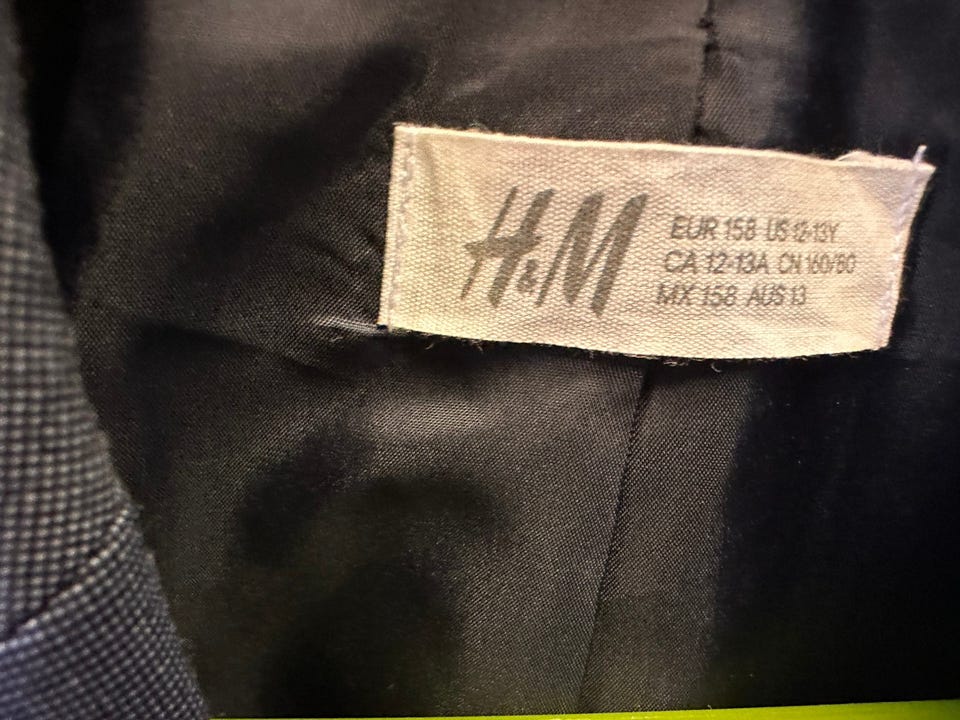 H&M
EUR 158 US 12-13Y
CA 12-13A CN 160/80
MX 158 AUS 13